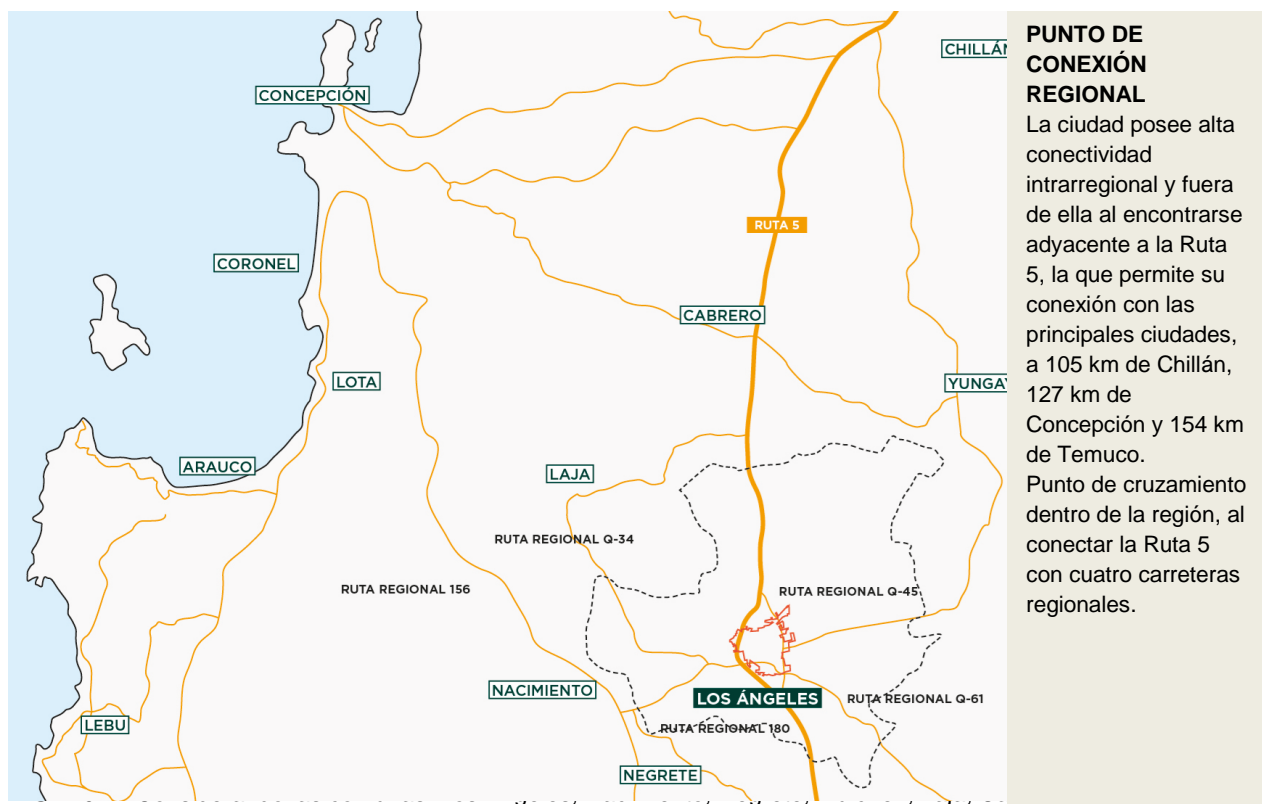 CHILLÁN
CONCEPCIÓN
RUTA 5
CORONEL
CABRERO
LOTA
YUNGAY
ARAUCO
LAJA
RUTA REGIONAL Q-34
RUTA REGIONAL 156
RUTA REGIONAL Q-45
NACIMIENTO
LOS ÁNGELES
RUTA REGIONAL Q-61
LEBU
RUTA REGIONAL 180
NEGRETE
PUNTO DE
CONEXIÓN
REGIONAL
La ciudad posee alta
conectividad
intrarregional y fuera
de ella al encontrarse
adyacente a la Ruta
5, la que permite su
conexión con las
principales ciudades,
a 105 km de Chillán,
127 km de
Concepción y 154 km
de Temuco.
Punto de cruzamiento
dentro de la región, al
conectar la Ruta 5
con cuatro carreteras
regionales.